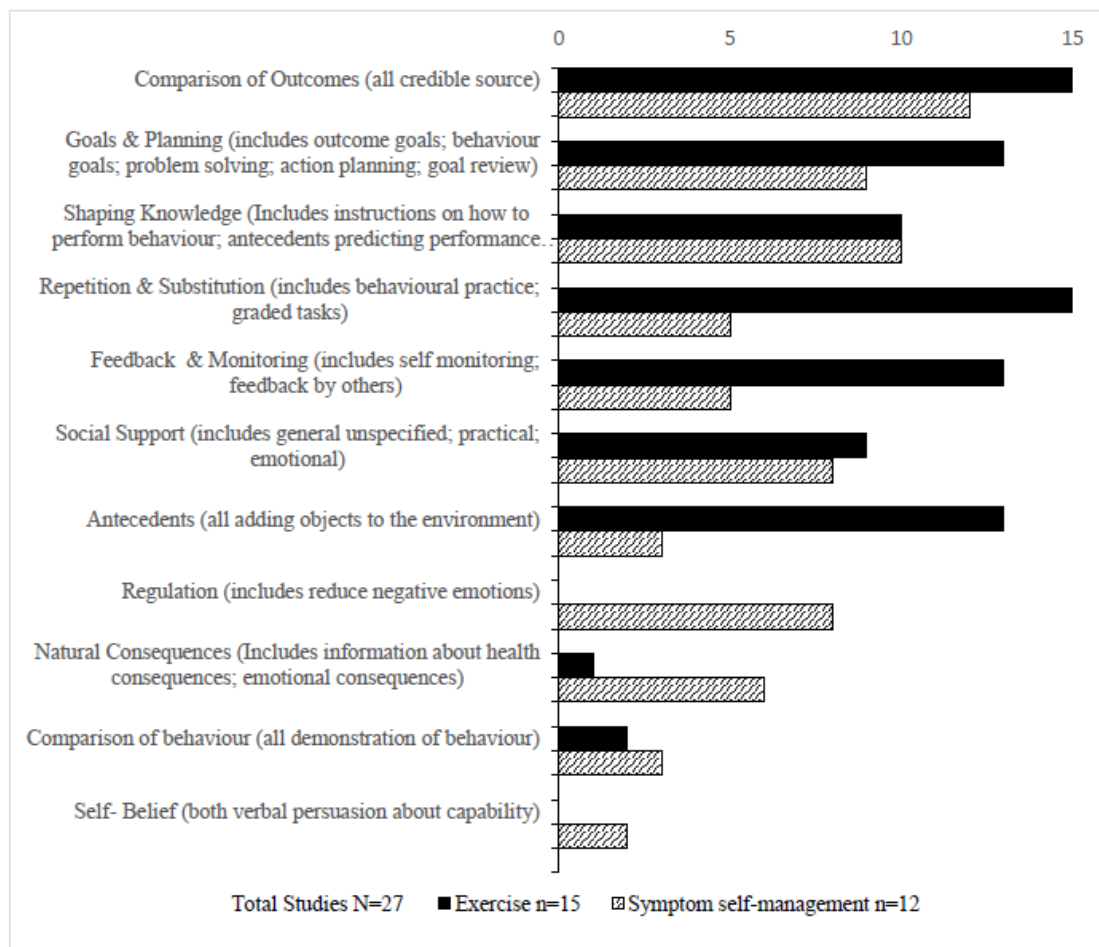 0 5 10 15
Comparison of Outcomes (all credible source)
Goals & Planning (includes outcome goals; behaviour
goals; problem solving; action planning; goal review)
Shaping Knowledge (Includes instructions on how to
perform behaviour; antecedents predicting performance..
Repetition & Substitution (includes behavioural practice;
graded tasks)
Feedback & Monitoring (includes self monitoring;
feedback by others)
Social Support (includes general unspecified; practical;
emotional)
Antecedents (all adding objects to the environment)
Regulation (includes reduce negative emotions)
Natural Consequences (Includes information about health
consequences; emotional consequences)
Comparison of behaviour (all demonstration of behaviour)
Self- Belief (both verbal persuasion about capability)
Total Studies N=27 Exercise n=15 Symptom self-management n=12